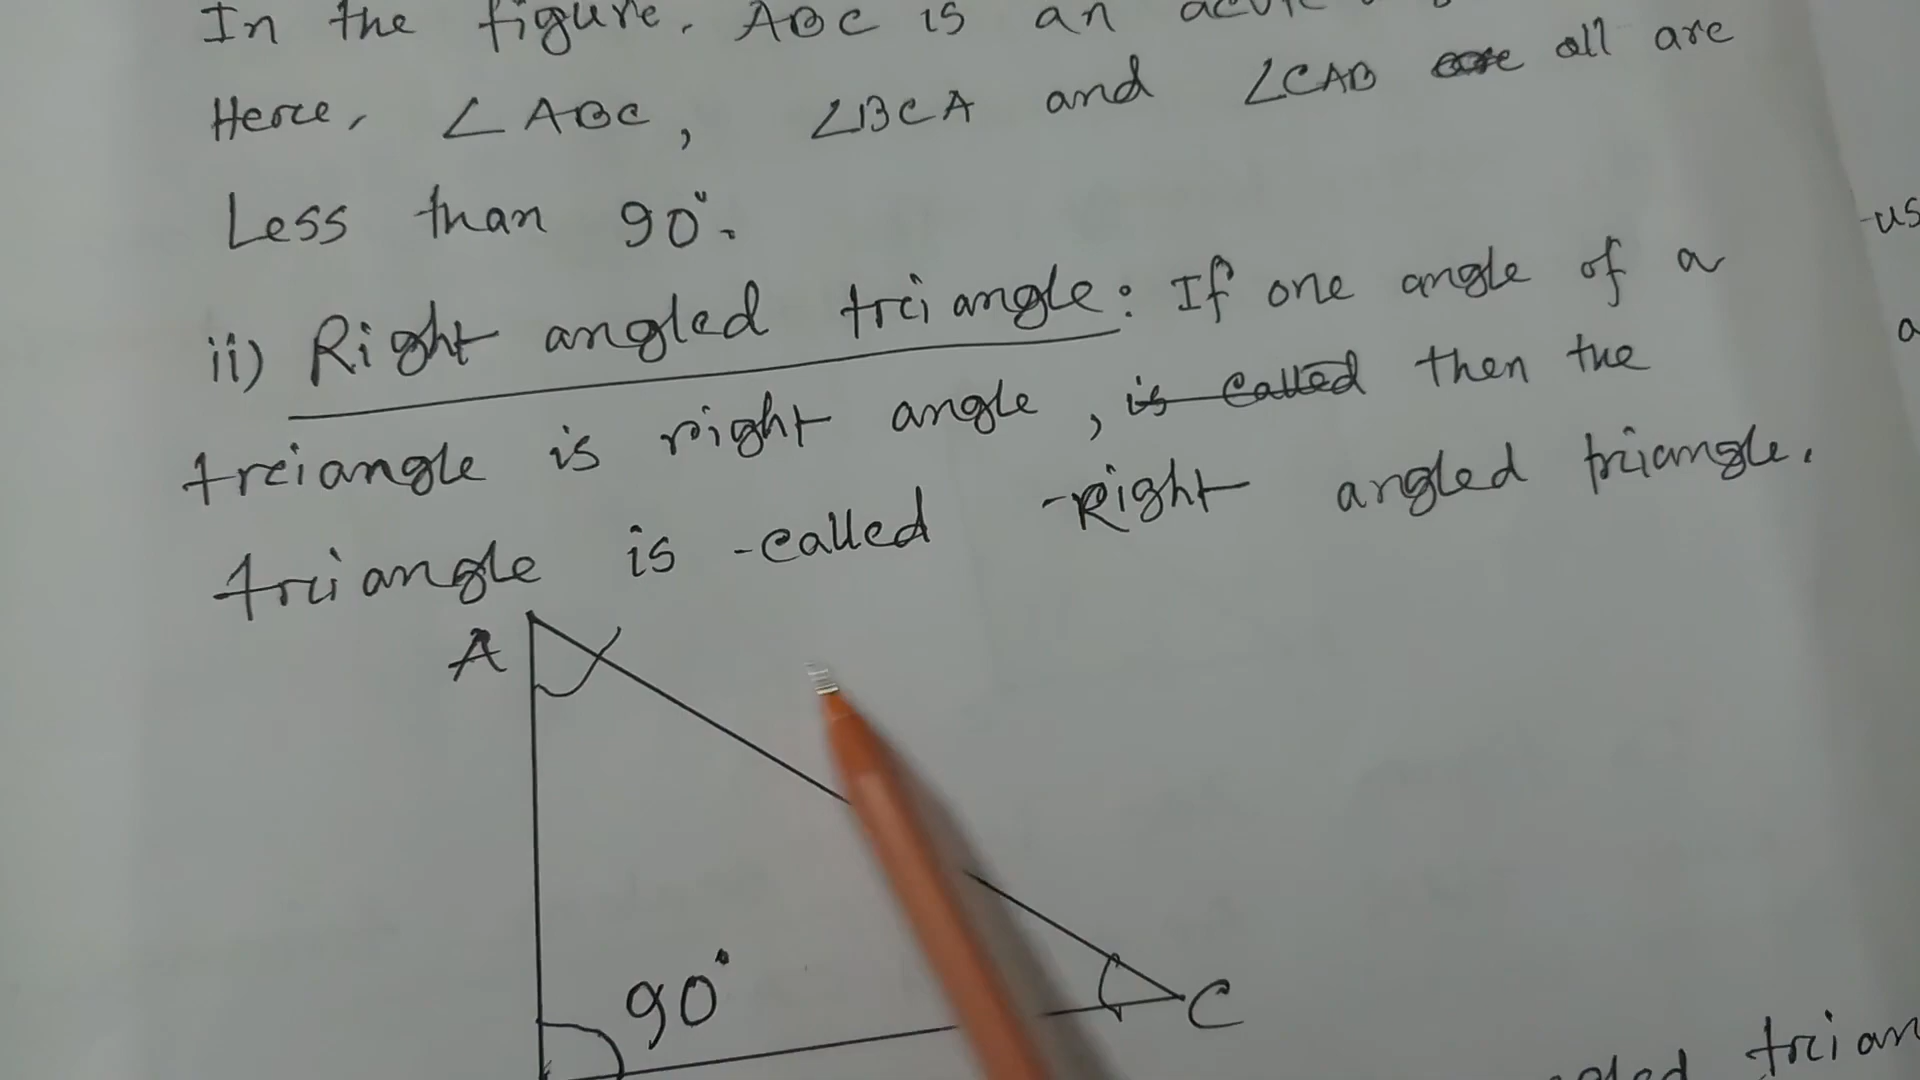 In the figure, ABC is an
Here, ∠ABC, ∠BCA and ∠CAB all are
Less than 90°.
ii) Right angled triangle: If one angle of a
triangle is right angle, is called then the
triangle is called Right angled triangle.
A
90°
C